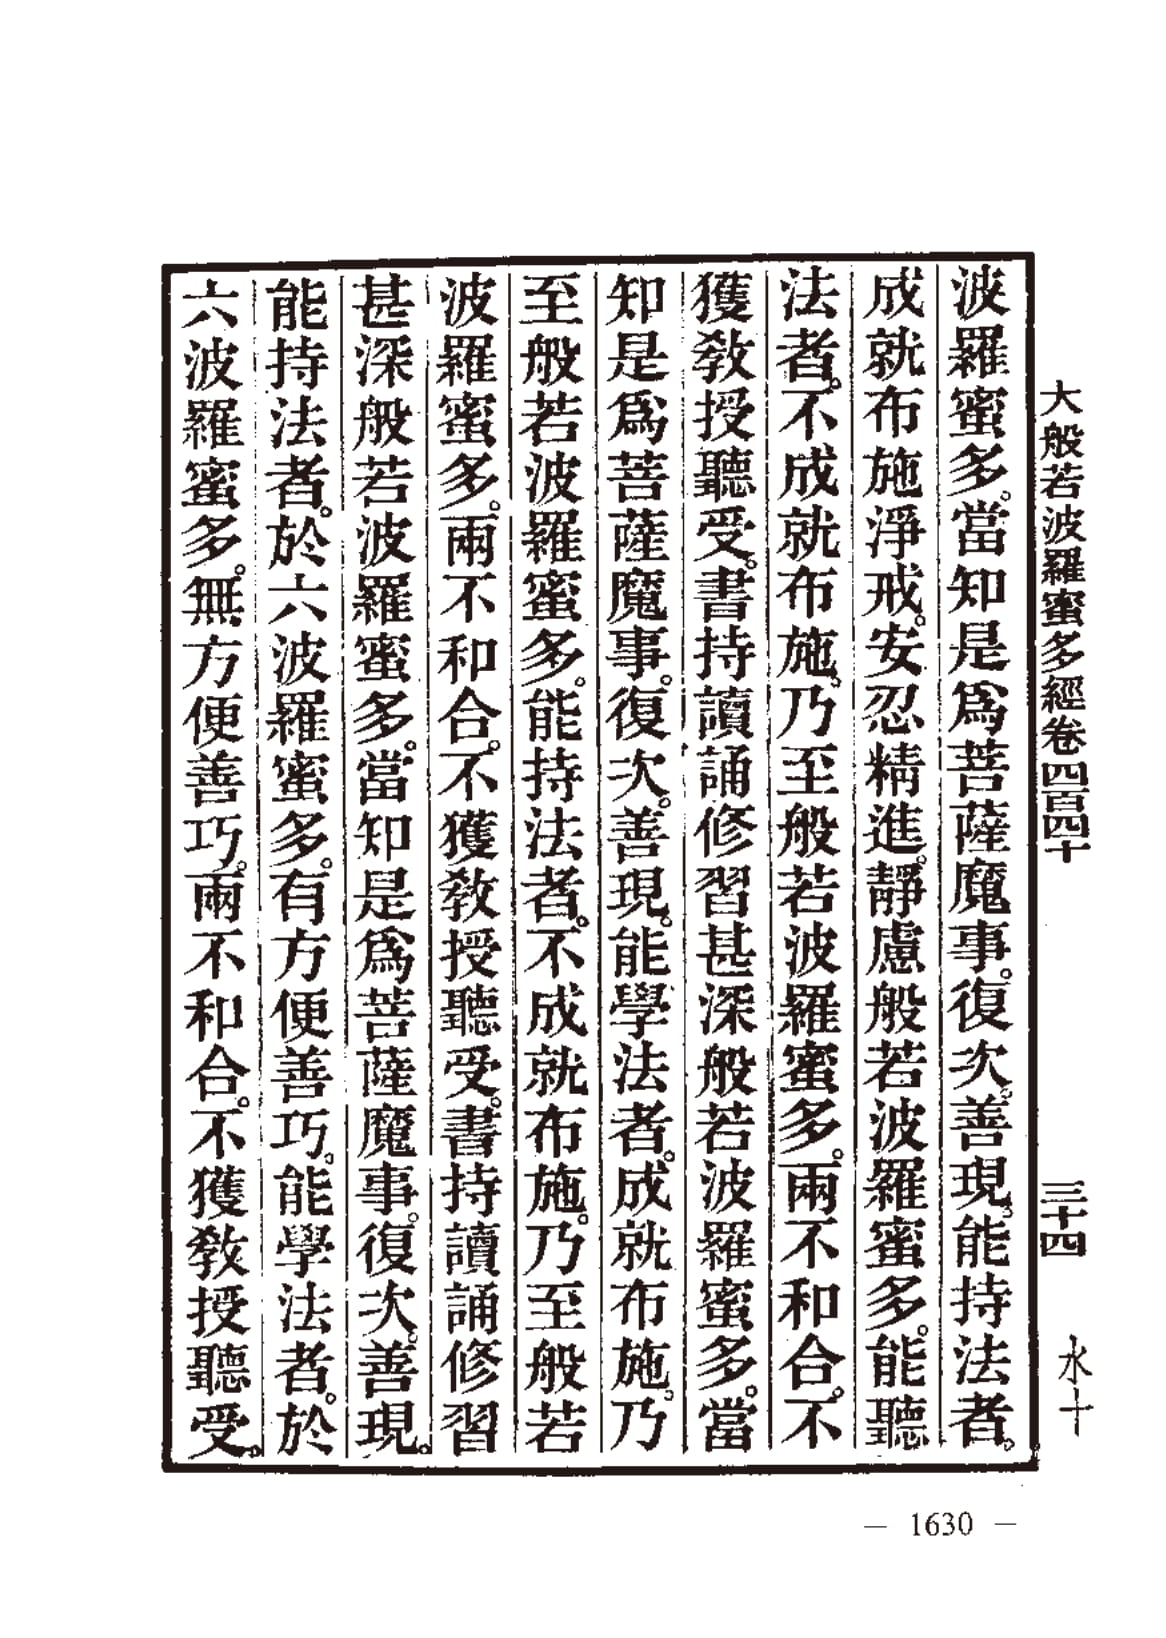 大般若波羅蜜多經卷四百四十 三十四 水十
波羅蜜多。當知是爲菩薩魔事。復次。善現。能持法者。
成就布施淨戒。安忍精進。靜慮般若波羅蜜多。能聽
法者。不成就布施。乃至般若波羅蜜多。兩不和合。不
獲敎授聽受。書持讀誦修習甚深般若波羅蜜多。當
知是爲菩薩魔事。復次。善現。能學法者。成就布施。乃
至般若波羅蜜多。能持法者。不成就布施。乃至般若
波羅蜜多。兩不和合。不獲敎授聽受。書持讀誦修習
甚深般若波羅蜜多。當知是爲菩薩魔事。復次。善現。
能持法者。於六波羅蜜多。有方便善巧。能學法者。於
六波羅蜜多。無方便善巧。兩不和合。不獲敎授聽受。
— 1630 —